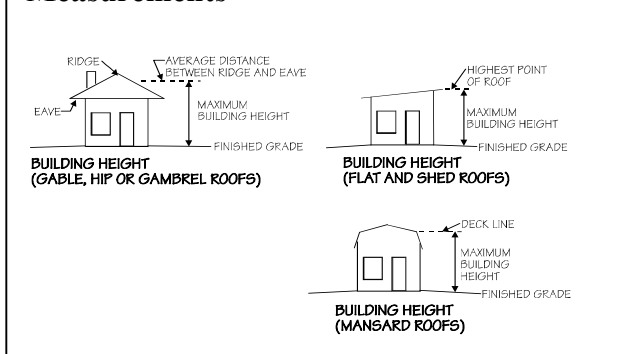 Measurements
RIDGE
AVERAGE DISTANCE
BETWEEN RIDGE AND EAVE
EAVE
MAXIMUM
BUILDING HEIGHT
FINISHED GRADE
BUILDING HEIGHT
(GABLE, HIP OR GAMBREL ROOFS)
HIGHEST POINT
OF ROOF
MAXIMUM
BUILDING HEIGHT
FINISHED GRADE
BUILDING HEIGHT
(FLAT AND SHED ROOFS)
DECK LINE
MAXIMUM
BUILDING
HEIGHT
FINISHED GRADE
BUILDING HEIGHT
(MANSARD ROOFS)